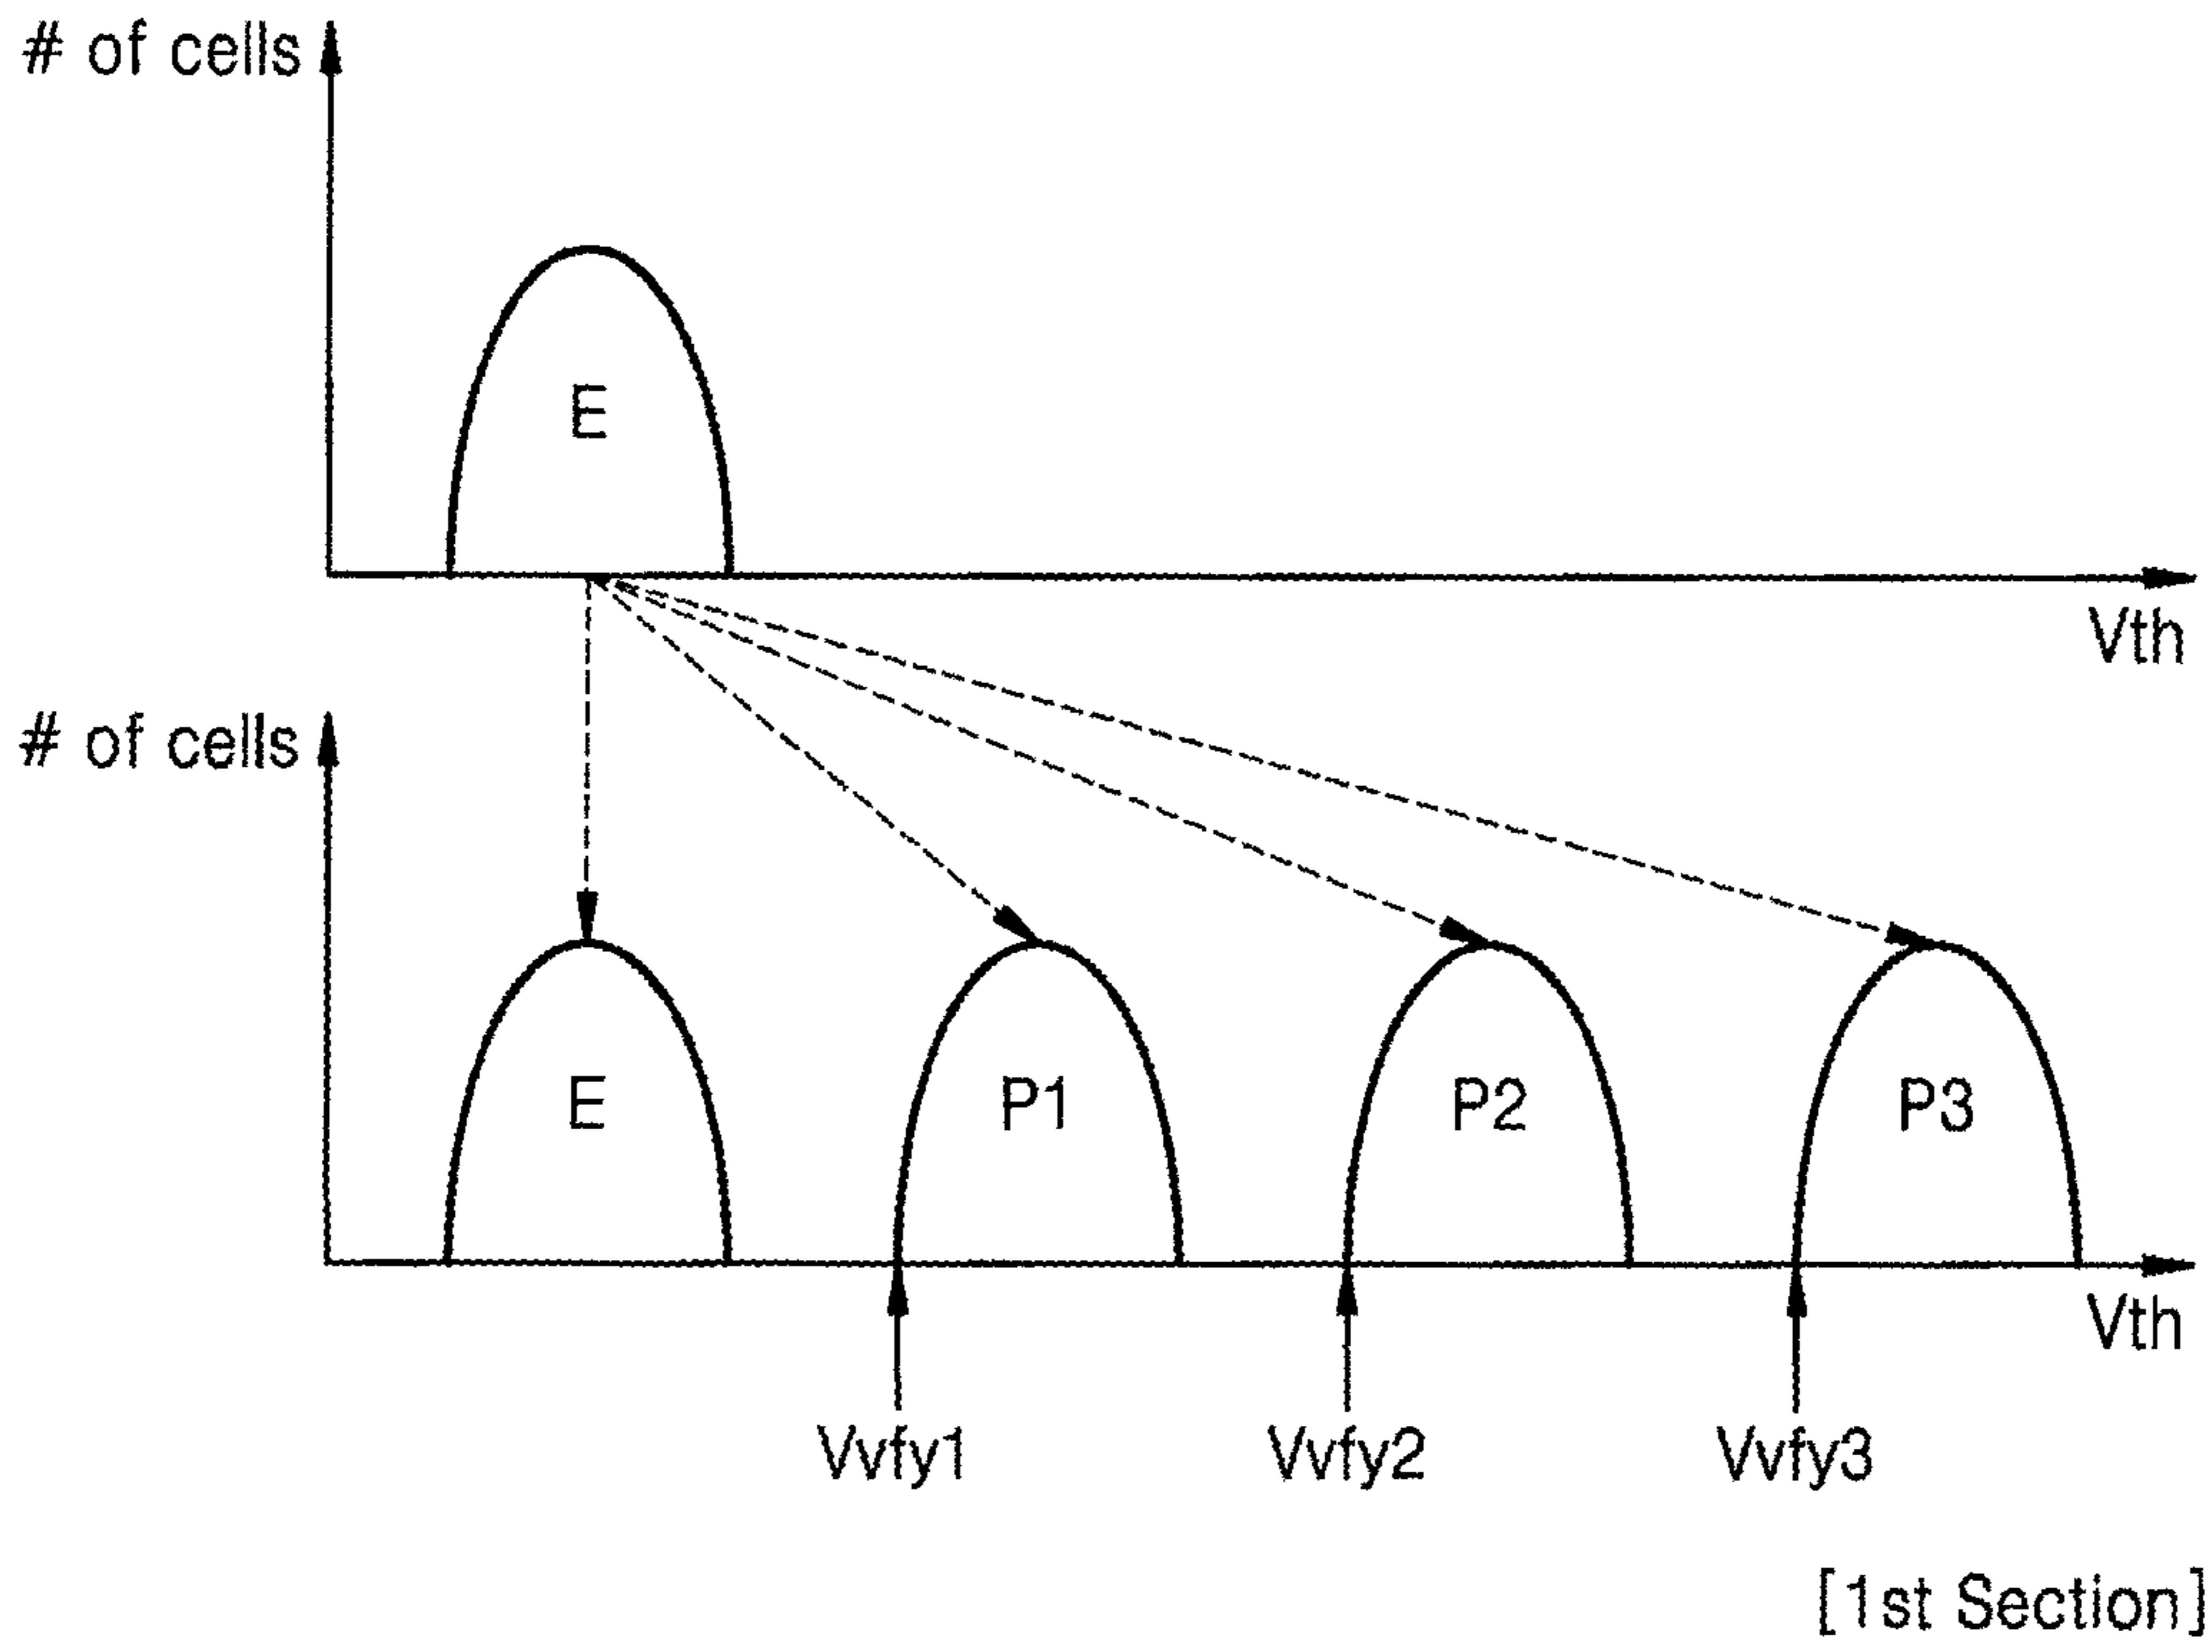 # of cells
E
Vth
# of cells
E P1 P2 P3
Vth
Vvfy1 Vvfy2 Vvfy3
[1st Section]